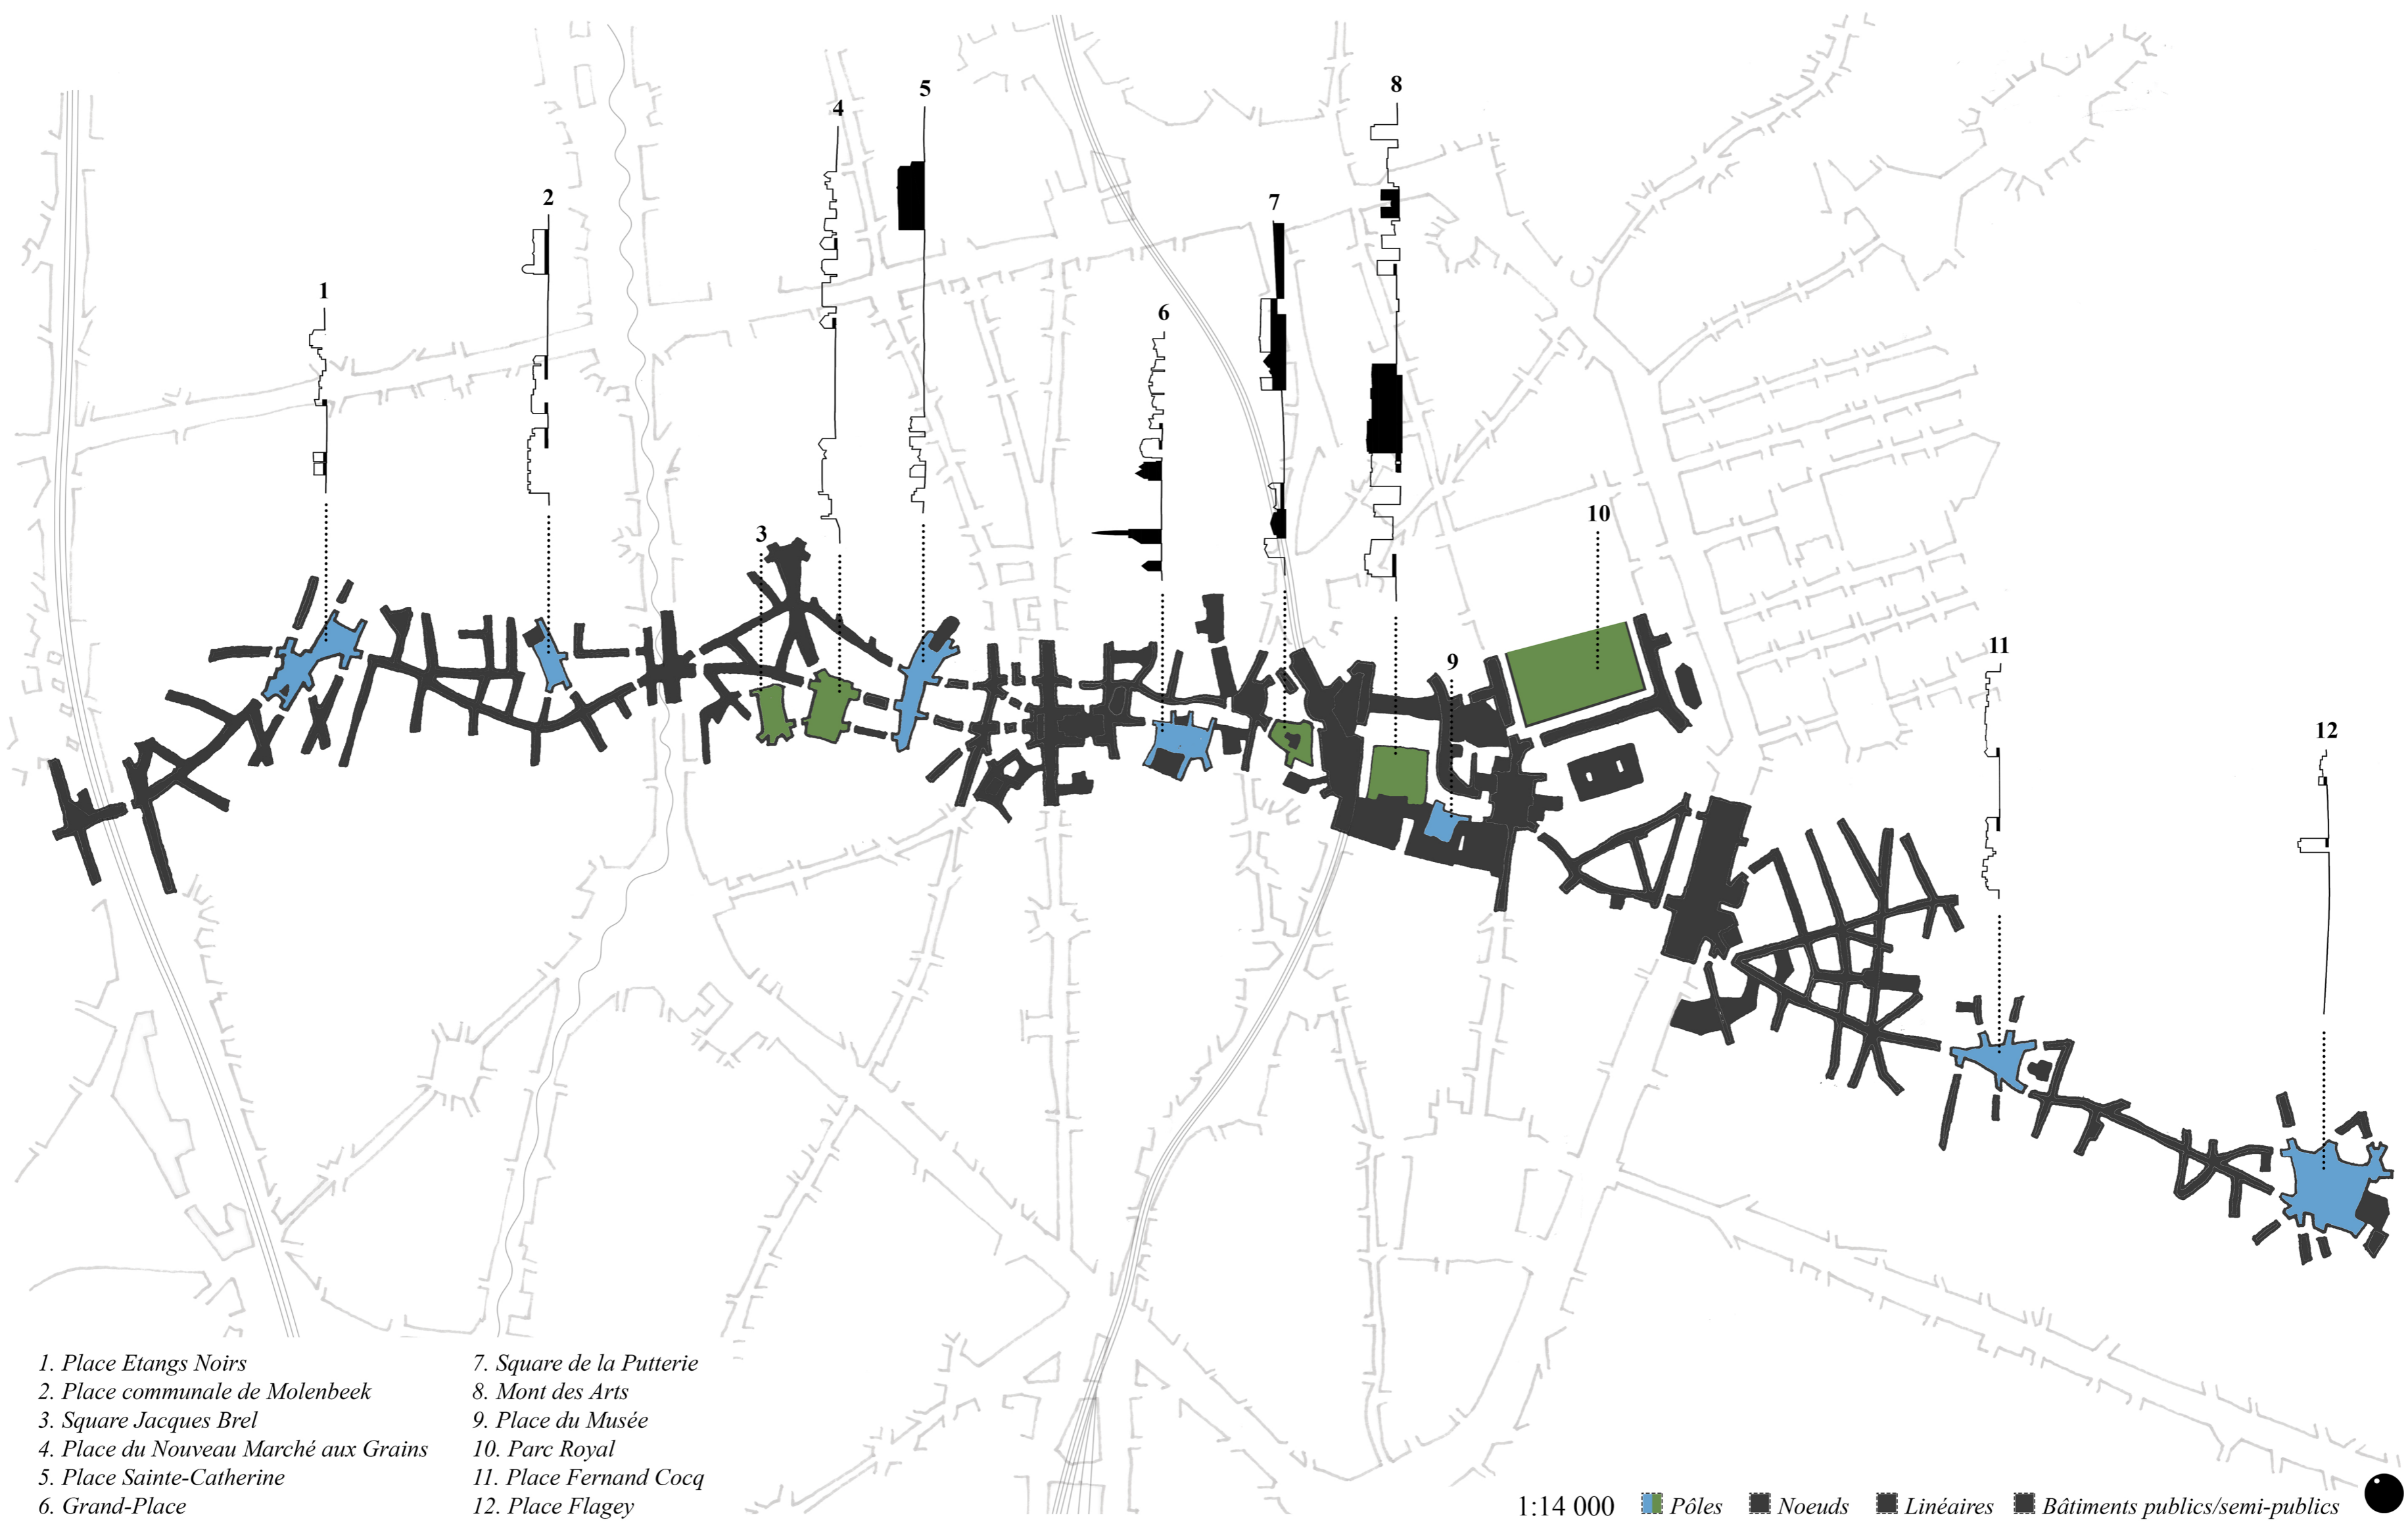 5
8
4
2
7
1
6
3
10
11
9
12
1. Place Etangs Noirs
2. Place communale de Molenbeek
3. Square Jacques Brel
4. Place du Nouveau Marché aux Grains
5. Place Sainte-Catherine
6. Grand-Place
7. Square de la Putterie
8. Mont des Arts
9. Place du Musée
10. Parc Royal
11. Place Fernand Cocq
12. Place Flagey
1:14 000 Pôles Noeuds Linéaires Bâtiments publics/semi-publics